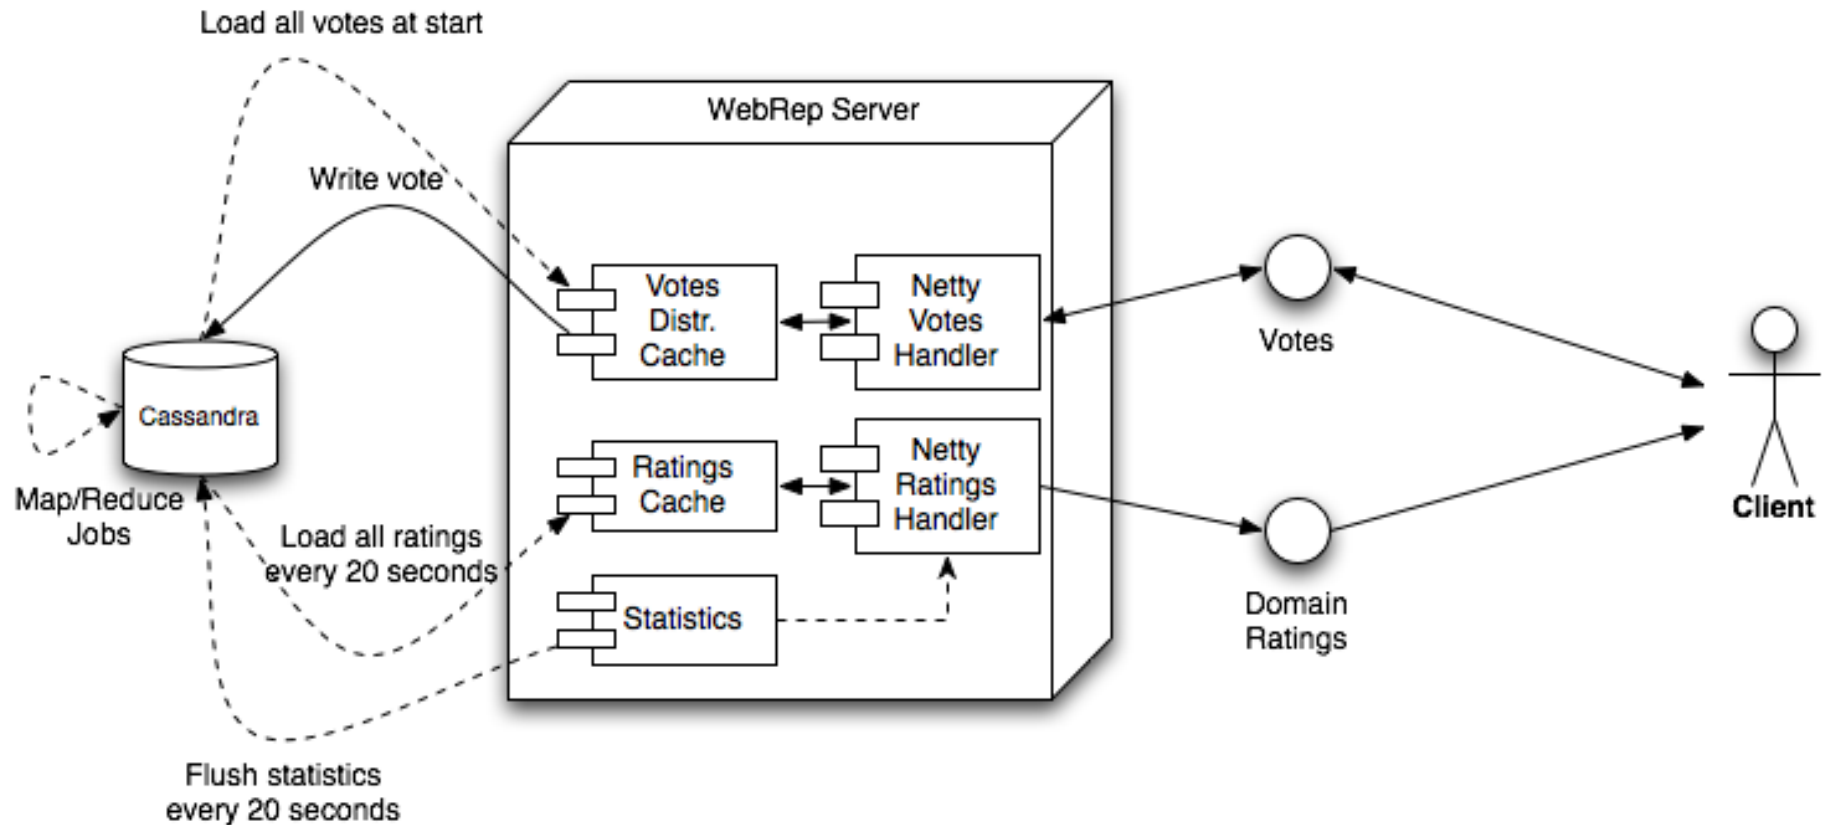 Load all votes at start
WebRep Server
Write vote
Votes
Distr.
Cache
Netty
Votes
Handler
Votes
Cassandra
Map/Reduce
Jobs
Ratings
Cache
Netty
Ratings
Handler
Client
Load all ratings
every 20 seconds
Statistics
Domain
Ratings
Flush statistics
every 20 seconds